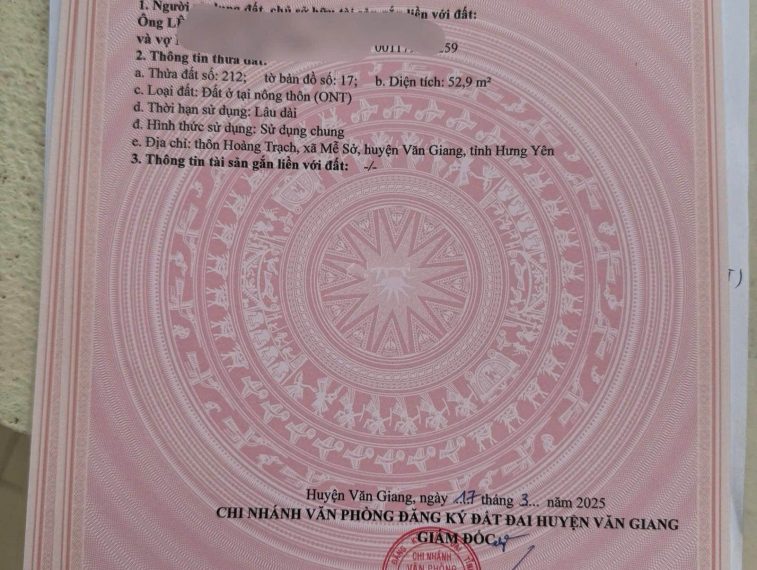 1. Người sử dụng đất, chủ sở hữu tài sản gắn liền với đất:
Ông LÊ
và vợ
2. Thông tin thửa đất:
a. Thửa đất số: 212; tờ bản đồ số: 17; b. Diện tích: 52,9 m²
c. Loại đất: Đất ở tại nông thôn (ONT)
d. Thời hạn sử dụng: Lâu dài
đ. Hình thức sử dụng: Sử dụng chung
e. Địa chỉ: thôn Hoàng Trạch, xã Mễ Sở, huyện Văn Giang, tỉnh Hưng Yên
3. Thông tin tài sản gắn liền với đất: -/-
Huyện Văn Giang, ngày 17 tháng 3 năm 2025
CHI NHÁNH VĂN PHÒNG ĐĂNG KÝ ĐẤT ĐAI HUYỆN VĂN GIANG
GIÁM ĐỐC
CHI NHÁNH
VĂN PHÒNG